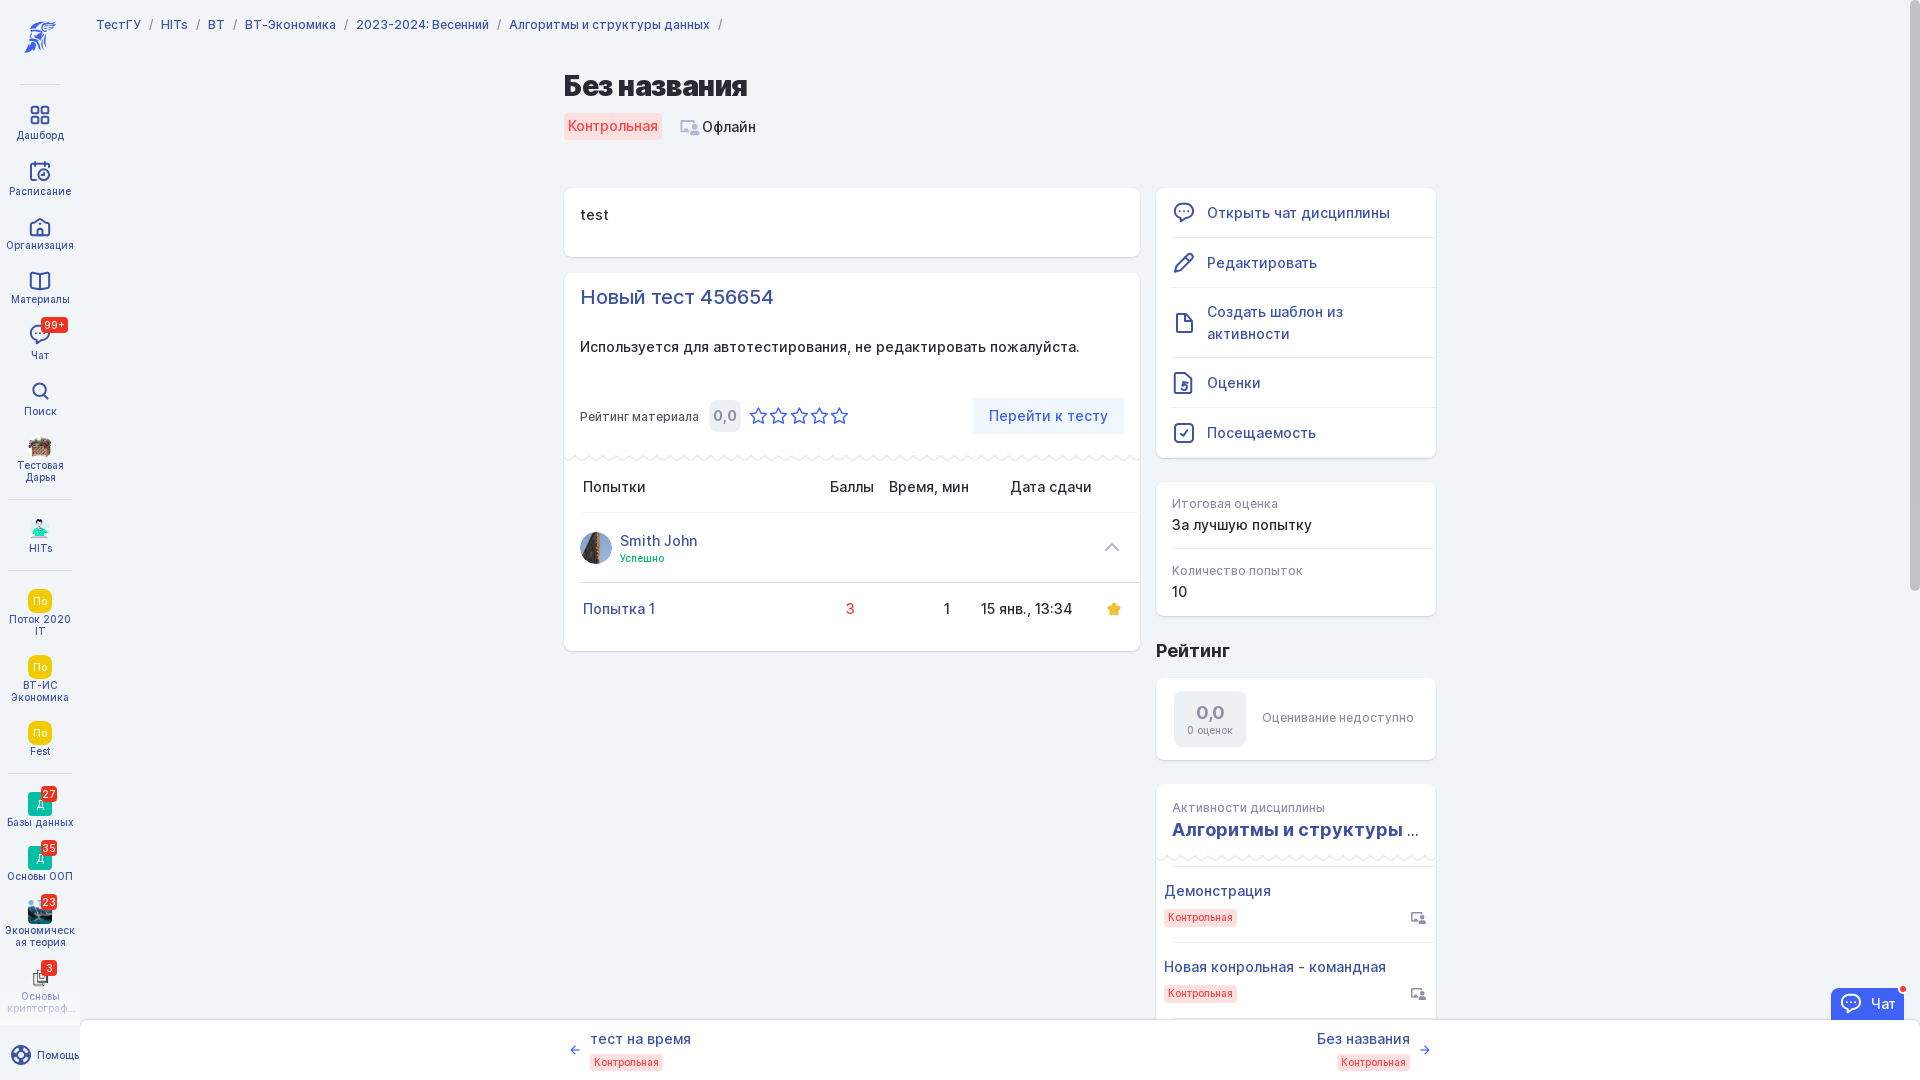 ТестГУ / HITs / ВТ / ВТ-Экономика / 2023-2024: Весенний / Алгоритмы и структуры данных /
Дашборд
Расписание
Организация
Материалы
99+
Чат
Поиск
Тестовая
Дарья
HITs
По
Поток 2020
IT
По
ВТ-ИС
Экономика
По
Fest
27
Д
Базы данных
35
Д
Основы ООП
23
Экономическ
ая теория
3
Основы
криптограф...
Помощь
Без названия
Контрольная
Офлайн
test
Новый тест 456654
Используется для автотестирования, не редактировать пожалуйста.
Рейтинг материала 0,0
Перейти к тесту
Попытки Баллы Время, мин Дата сдачи
Smith John
Успешно
Попытка 1 3 1 15 янв., 13:34
Открыть чат дисциплины
Редактировать
Создать шаблон из
активности
5
Оценки
Посещаемость
Итоговая оценка
За лучшую попытку
Количество попыток
10
Рейтинг
0,0
0 оценок
Оценивание недоступно
Активности дисциплины
Алгоритмы и структуры ...
Демонстрация
Контрольная
Новая конрольная - командная
Контрольная
Чат
тест на время
Контрольная
Без названия
Контрольная